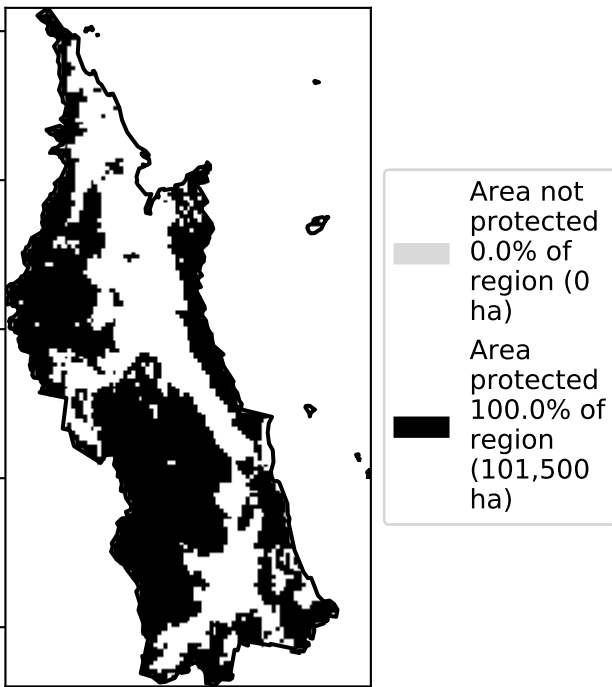 Area not
protected
0.0% of
region (0
ha)
Area
protected
100.0% of
region
(101,500
ha)